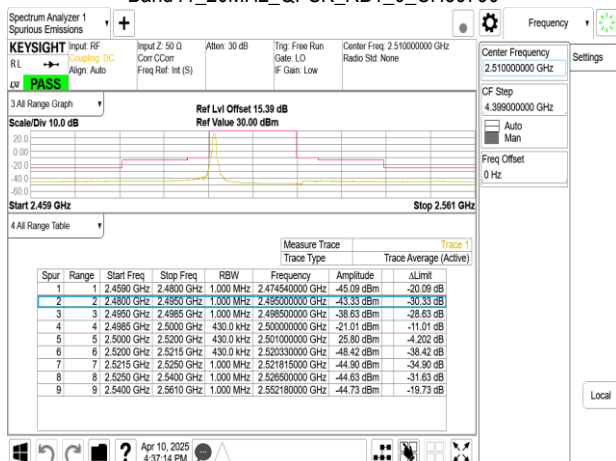 Spectrum Analyzer 1
Spurious Emissions
Frequency
KEYSIGHT
Input: RF
Coupling: DC
Align: Auto
Input Z: 50 Ω
Corr CCorr
Freq Ref: Int (S)
Atten: 30 dB
Trig: Free Run
Gate: LO
IF Gain: Low
Center Freq: 2.510000000 GHz
Radio Std: None
RL
LXI
PASS
Center Frequency
2.510000000 GHz
Settings
CF Step
4.399000000 GHz
Auto
Man
Freq Offset
0 Hz
3 All Range Graph
Scale/Div 10.0 dB
Ref Lvl Offset 15.39 dB
Ref Value 30.00 dBm
20.0
0.00
-20.0
-40.0
-60.0
Start 2.459 GHz
Stop 2.561 GHz
4 All Range Table
Measure Trace Trace 1
Trace Type Trace Average (Active)
Spur Range Start Freq Stop Freq RBW Frequency Amplitude ΔLimit
1 1 2.4590 GHz 2.4800 GHz 1.000 MHz 2.474540000 GHz -45.09 dBm -20.09 dB
2 2 2.4800 GHz 2.4950 GHz 1.000 MHz 2.495000000 GHz -43.33 dBm -30.33 dB
3 3 2.4950 GHz 2.4985 GHz 1.000 MHz 2.498500000 GHz -38.63 dBm -28.63 dB
4 4 2.4985 GHz 2.5000 GHz 430.0 kHz 2.500000000 GHz -21.01 dBm -11.01 dB
5 5 2.5000 GHz 2.5200 GHz 430.0 kHz 2.501000000 GHz 25.80 dBm -4.202 dB
6 6 2.5200 GHz 2.5215 GHz 430.0 kHz 2.520330000 GHz -48.42 dBm -38.42 dB
7 7 2.5215 GHz 2.5250 GHz 1.000 MHz 2.521815000 GHz -44.90 dBm -34.90 dB
8 8 2.5250 GHz 2.5400 GHz 1.000 MHz 2.526500000 GHz -44.63 dBm -31.63 dB
9 9 2.5400 GHz 2.5610 GHz 1.000 MHz 2.552180000 GHz -44.73 dBm -19.73 dB
Local
Apr 10, 2025
4:37:14 PM